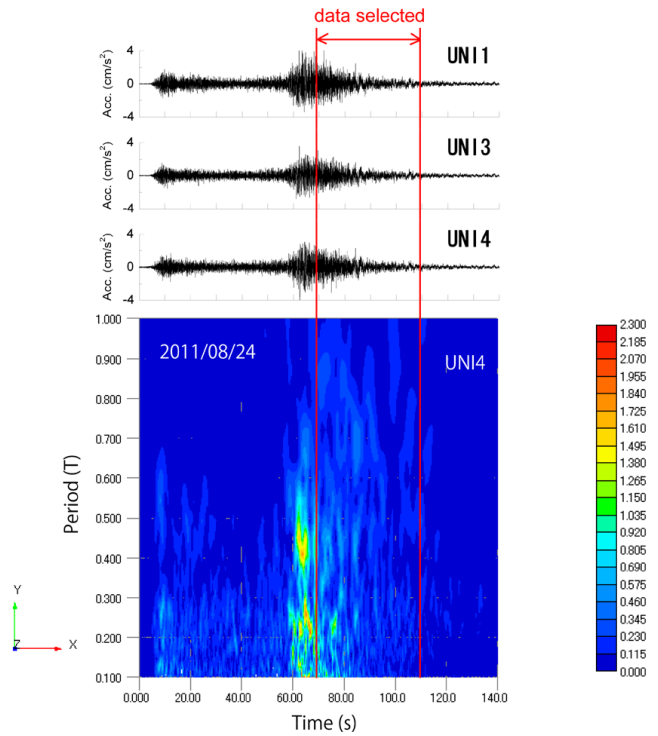 data selected
4
0
-4
Acc. (cm/s²)
UNI1
4
0
-4
Acc. (cm/s²)
UNI3
4
0
-4
Acc. (cm/s²)
UNI4
1.000
0.900
0.800
0.700
0.600
0.500
0.400
0.300
0.200
0.100
Period (T)
2011/08/24
UNI4
0.000 20.00 40.00 60.00 80.00 100.0 120.0 140.0
Time (s)
Y
Z
X
2.300
2.185
2.070
1.955
1.840
1.725
1.610
1.495
1.380
1.265
1.150
1.035
0.920
0.805
0.690
0.575
0.460
0.345
0.230
0.115
0.000